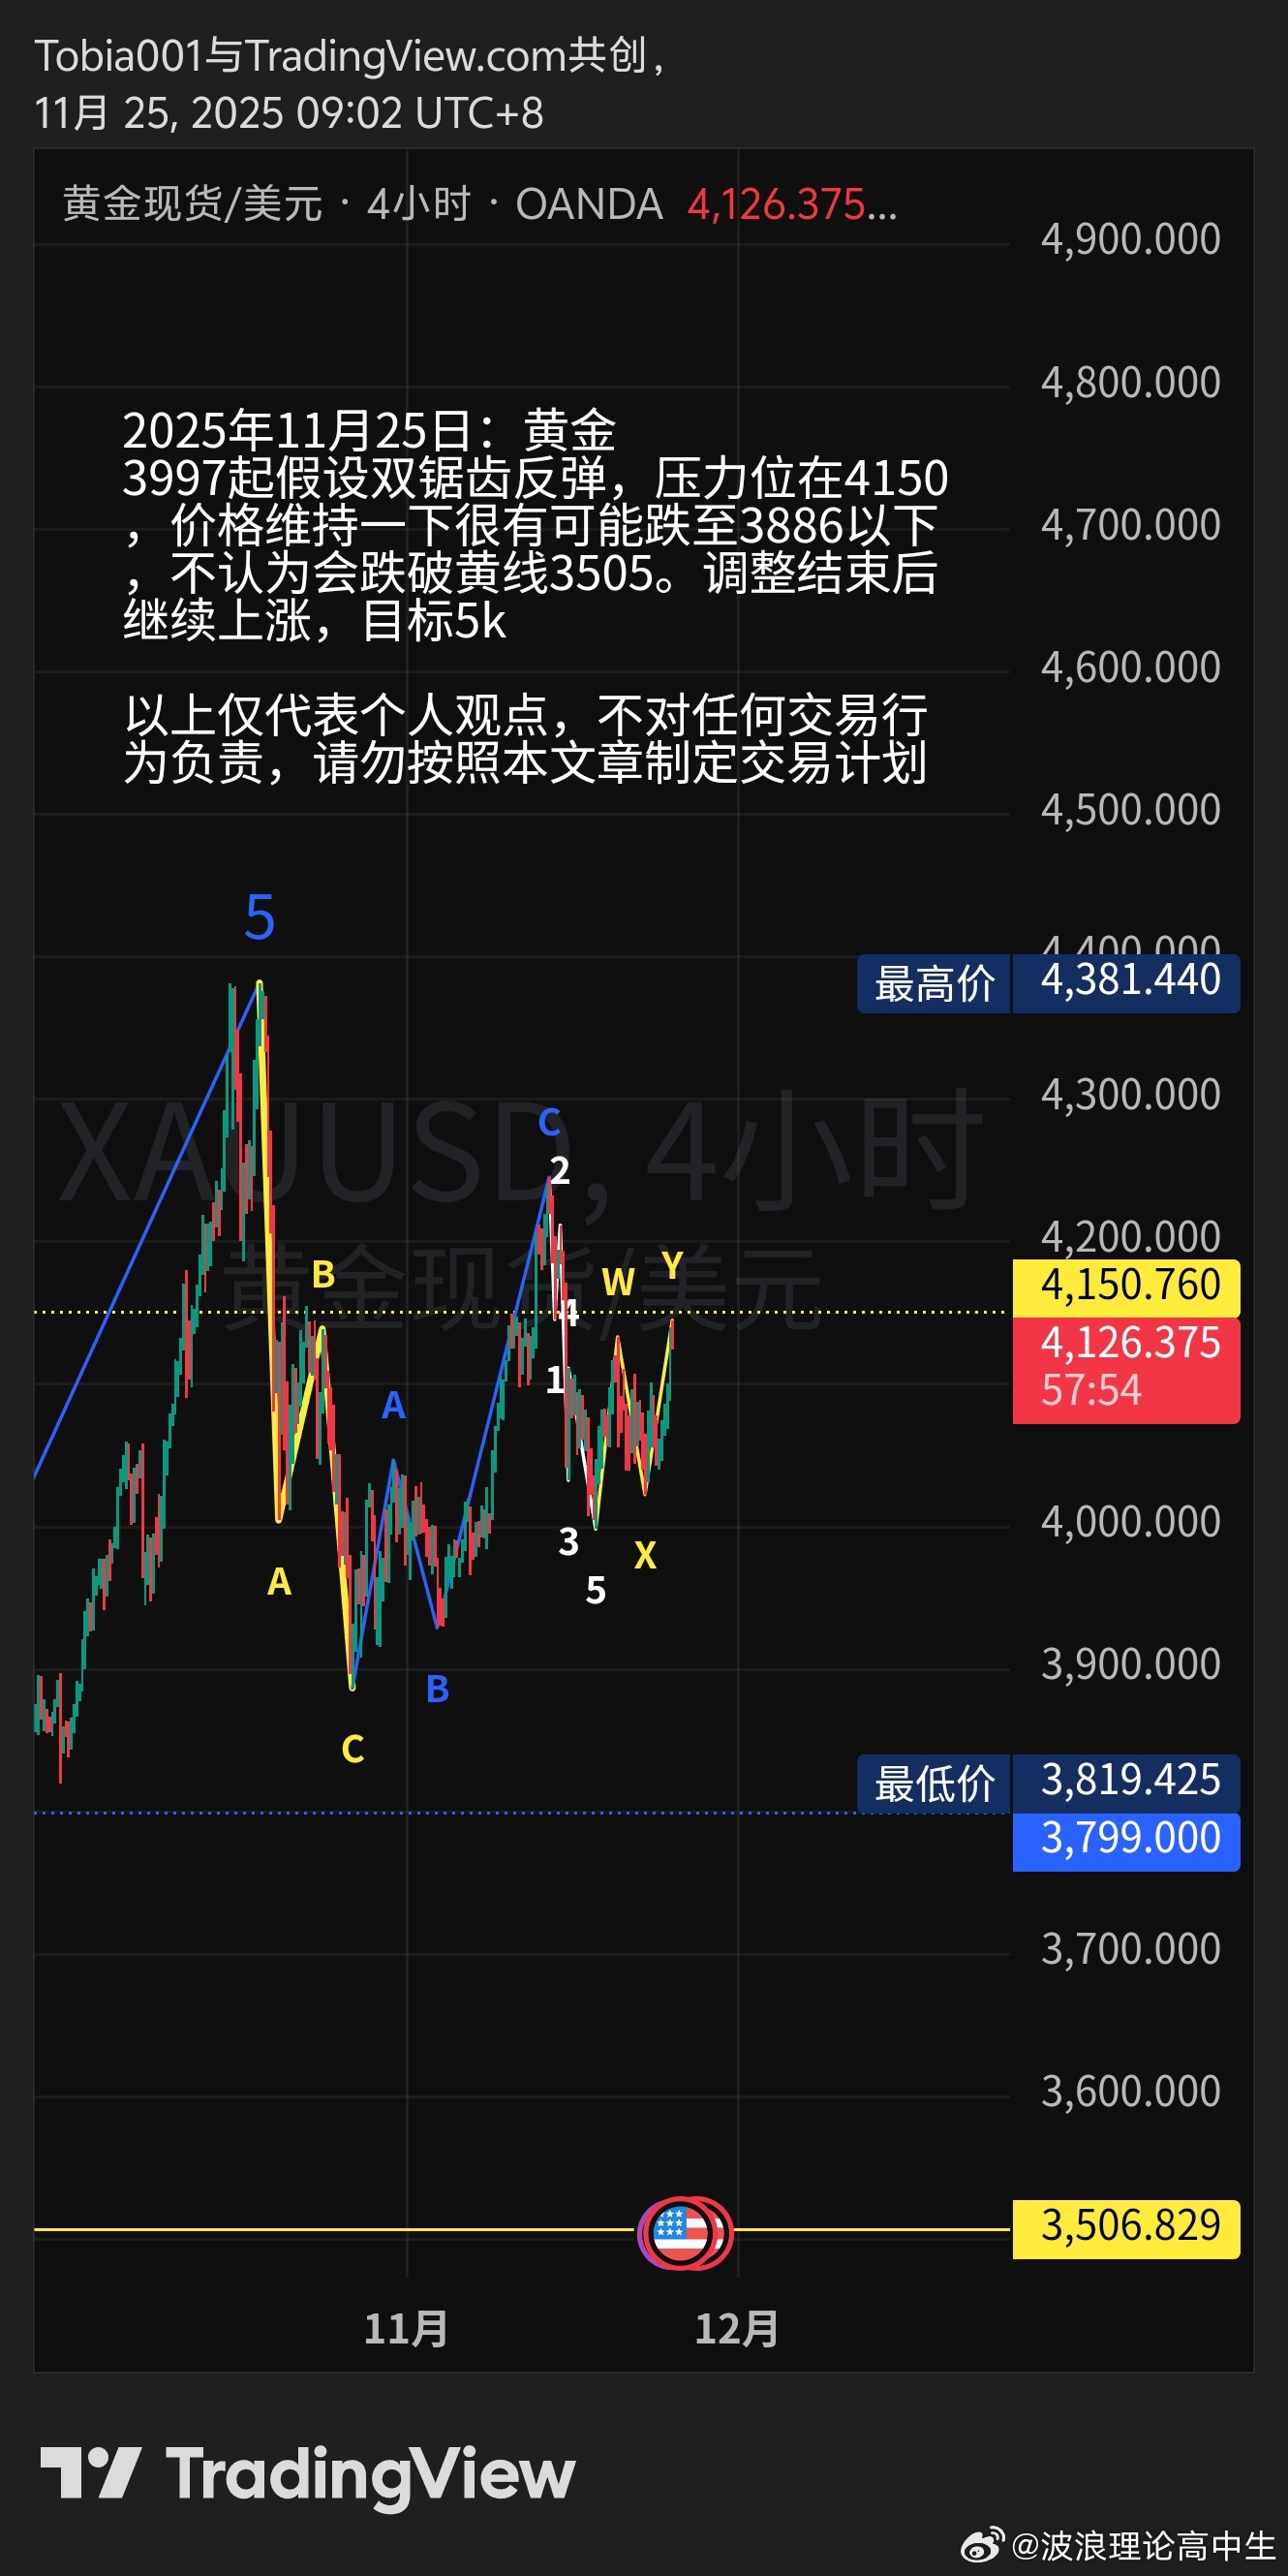 Tobia001与TradingView.com共创，
11月 25, 2025 09:02 UTC+8
黄金现货/美元 · 4小时 · OANDA 4,126.375...
4,900.000
4,800.000
2025年11月25日：黄金
3997起假设双锯齿反弹，压力位在4150
，价格维持一下很有可能跌至3886以下
，不认为会跌破黄线3505。调整结束后
继续上涨，目标5k
4,700.000
4,600.000
以上仅代表个人观点，不对任何交易行
为负责，请勿按照本文章制定交易计划
4,500.000
5
4,400.000
最高价 4,381.440
4,300.000
XAUUSD, 4小时
黄金现货/美元
C
2
4,200.000
B
W
Y
4,150.760
4
4,126.375
57:54
1
A
4,000.000
3
X
A
5
3,900.000
B
C
最低价 3,819.425
3,799.000
3,700.000
3,600.000
3,506.829
11月
12月
TradingView
@波浪理论高中生